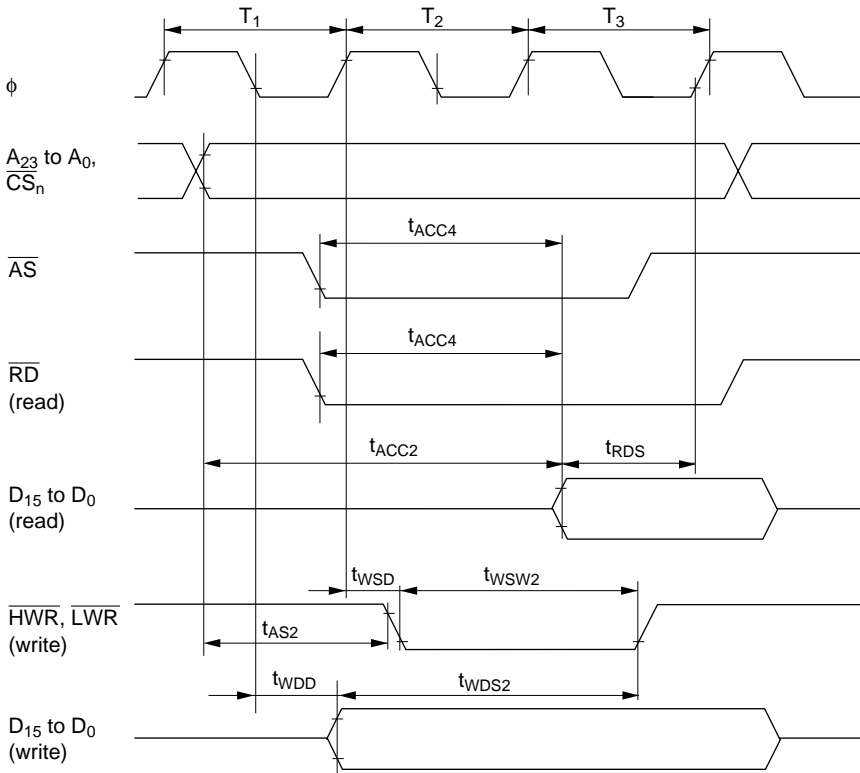 T1 T2 T3
ϕ
A23 to A0,
CSn
tACC4
AS
tACC4
RD
(read)
tACC2 tRDS
D15 to D0
(read)
tWSD tWSW2
HWR, LWR
(write)
tAS2
tWDD tWDS2
D15 to D0
(write)